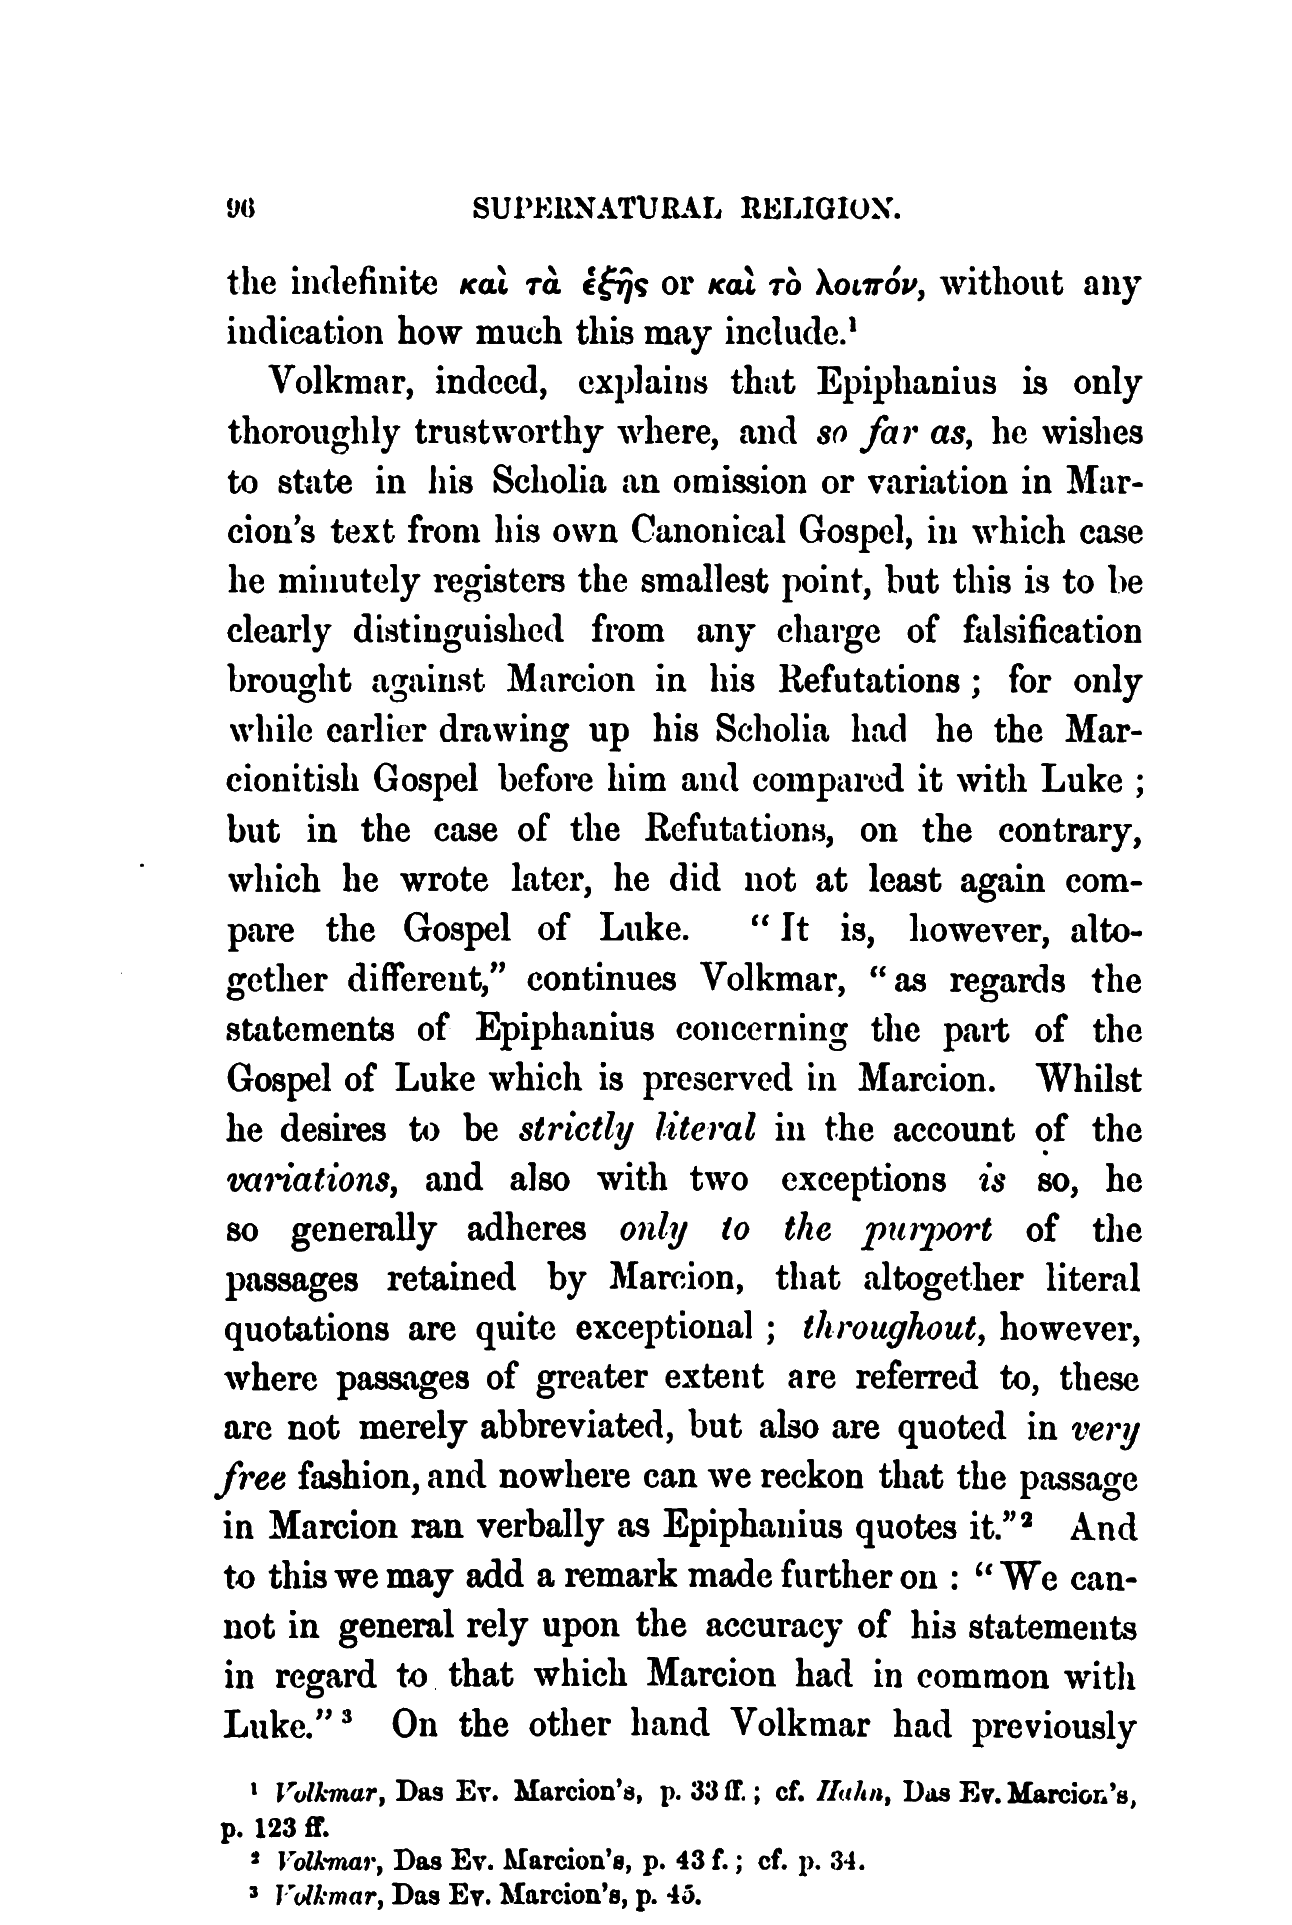 96 SUPERNATURAL RELIGION.
the indefinite καὶ τὰ ἑξῆς or καὶ τὸ λοιπόν, without any
indication how much this may include.¹
Volkmar, indeed, explains that Epiphanius is only
thoroughly trustworthy where, and so far as, he wishes
to state in his Scholia an omission or variation in Mar-
cion's text from his own Canonical Gospel, in which case
he minutely registers the smallest point, but this is to be
clearly distinguished from any charge of falsification
brought against Marcion in his Refutations ; for only
while earlier drawing up his Scholia had he the Mar-
cionitish Gospel before him and compared it with Luke ;
but in the case of the Refutations, on the contrary,
which he wrote later, he did not at least again com-
pare the Gospel of Luke. “It is, however, alto-
gether different,” continues Volkmar, “as regards the
statements of Epiphanius concerning the part of the
Gospel of Luke which is preserved in Marcion. Whilst
he desires to be strictly literal in the account of the
variations, and also with two exceptions is so, he
so generally adheres only to the purport of the
passages retained by Marcion, that altogether literal
quotations are quite exceptional ; throughout, however,
where passages of greater extent are referred to, these
are not merely abbreviated, but also are quoted in very
free fashion, and nowhere can we reckon that the passage
in Marcion ran verbally as Epiphanius quotes it.”² And
to this we may add a remark made further on : “We can-
not in general rely upon the accuracy of his statements
in regard to that which Marcion had in common with
Luke.”³ On the other hand Volkmar had previously
¹ Volkmar, Das Ev. Marcion's, p. 33 ff. ; cf. Hahn, Das Ev. Marcion's,
p. 123 ff.
² Volkmar, Das Ev. Marcion's, p. 43 f. ; cf. p. 34.
³ Volkmar, Das Ev. Marcion's, p. 45.